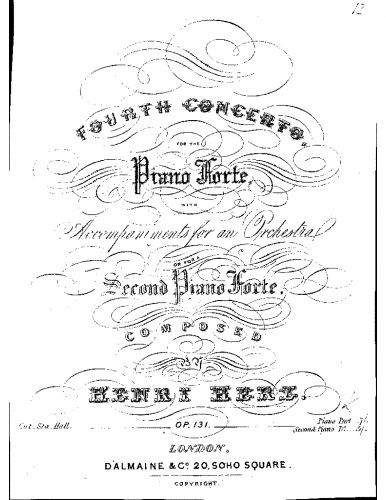 FOURTH CONCERTO,
FOR THE
Piano Forte,
WITH
Accompaniments for an Orchestra,
OR FOR A
Second Piano Forte,
COMPOSED
BY
HENRI HERZ.
Ent. Sta. Hall.
OP. 131.
Piano Part
Second Piano Do.
LONDON,
D'ALMAINE & Co. 20, SOHO SQUARE.
COPYRIGHT.